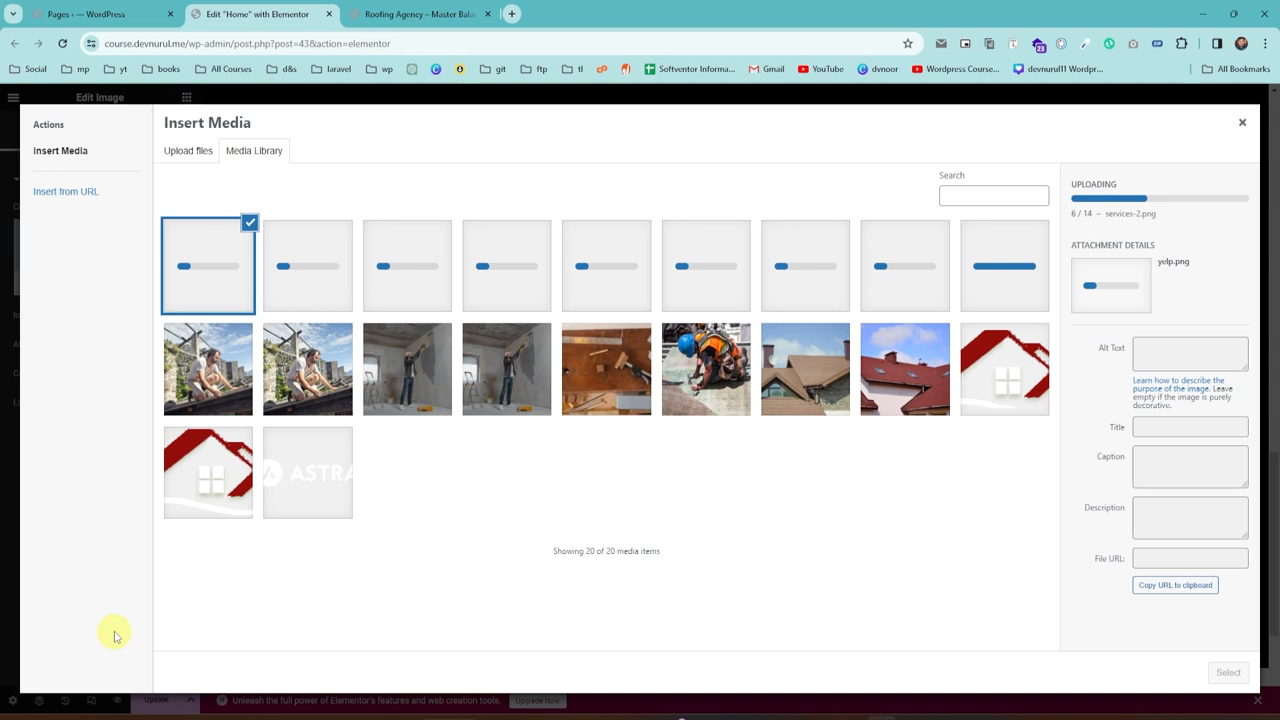 Pages ‹ — WordPress
Edit "Home" with Elementor
Roofing Agency – Master Bala
course.devnurul.me/wp-admin/post.php?post=43&action=elementor
23
Social
mp
yt
books
All Courses
d&s
laravel
wp
git
ftp
tl
Softventor Informa...
Gmail
YouTube
dvnoor
Wordpress Course...
devnurul11 Wordpr...
All Bookmarks
Edit Image
Actions
Insert Media
Insert from URL
Insert Media
Upload files
Media Library
Search
UPLOADING
6 / 14 – services-2.png
ATTACHMENT DETAILS
yelp.png
Alt Text
Learn how to describe the
purpose of the image. Leave
empty if the image is purely
decorative.
Title
Caption
Description
File URL:
Copy URL to clipboard
ASTRA
Showing 20 of 20 media items
Select
Update
Unleash the full power of Elementor's features and web creation tools.
Upgrade Now